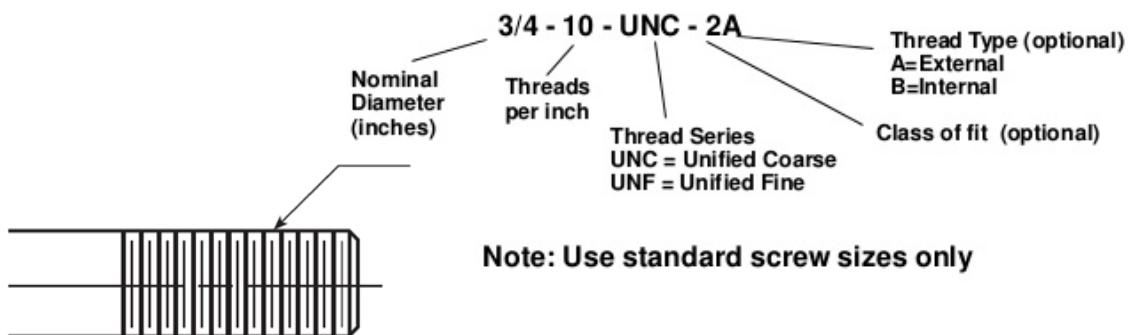 3/4 - 10 - UNC - 2A
Nominal
Diameter
(inches)
Threads
per inch
Thread Series
UNC = Unified Coarse
UNF = Unified Fine
Thread Type (optional)
A=External
B=Internal
Class of fit (optional)
Note: Use standard screw sizes only